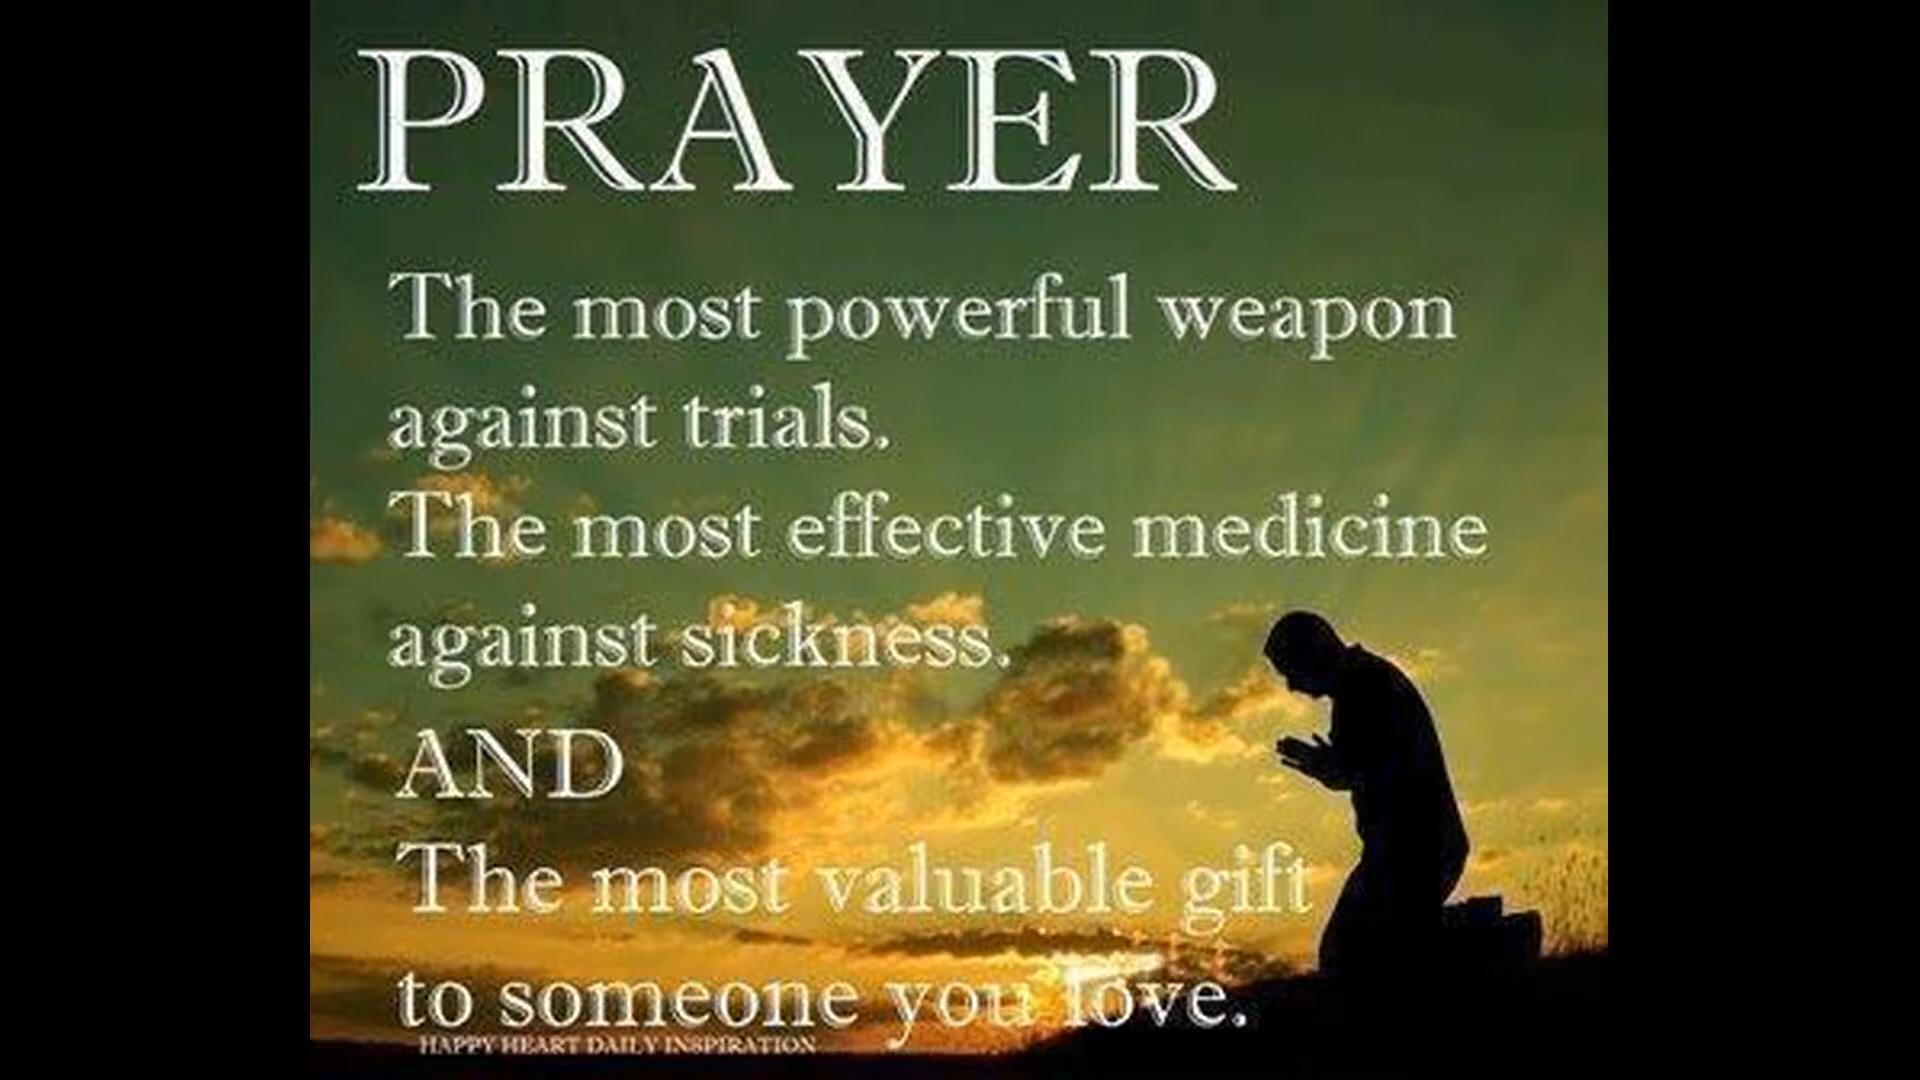 PRAYER
The most powerful weapon
against trials.
The most effective medicine
against sickness.
AND
The most valuable gift
to someone you love.
HAPPY HEART DAILY INSPIRATION